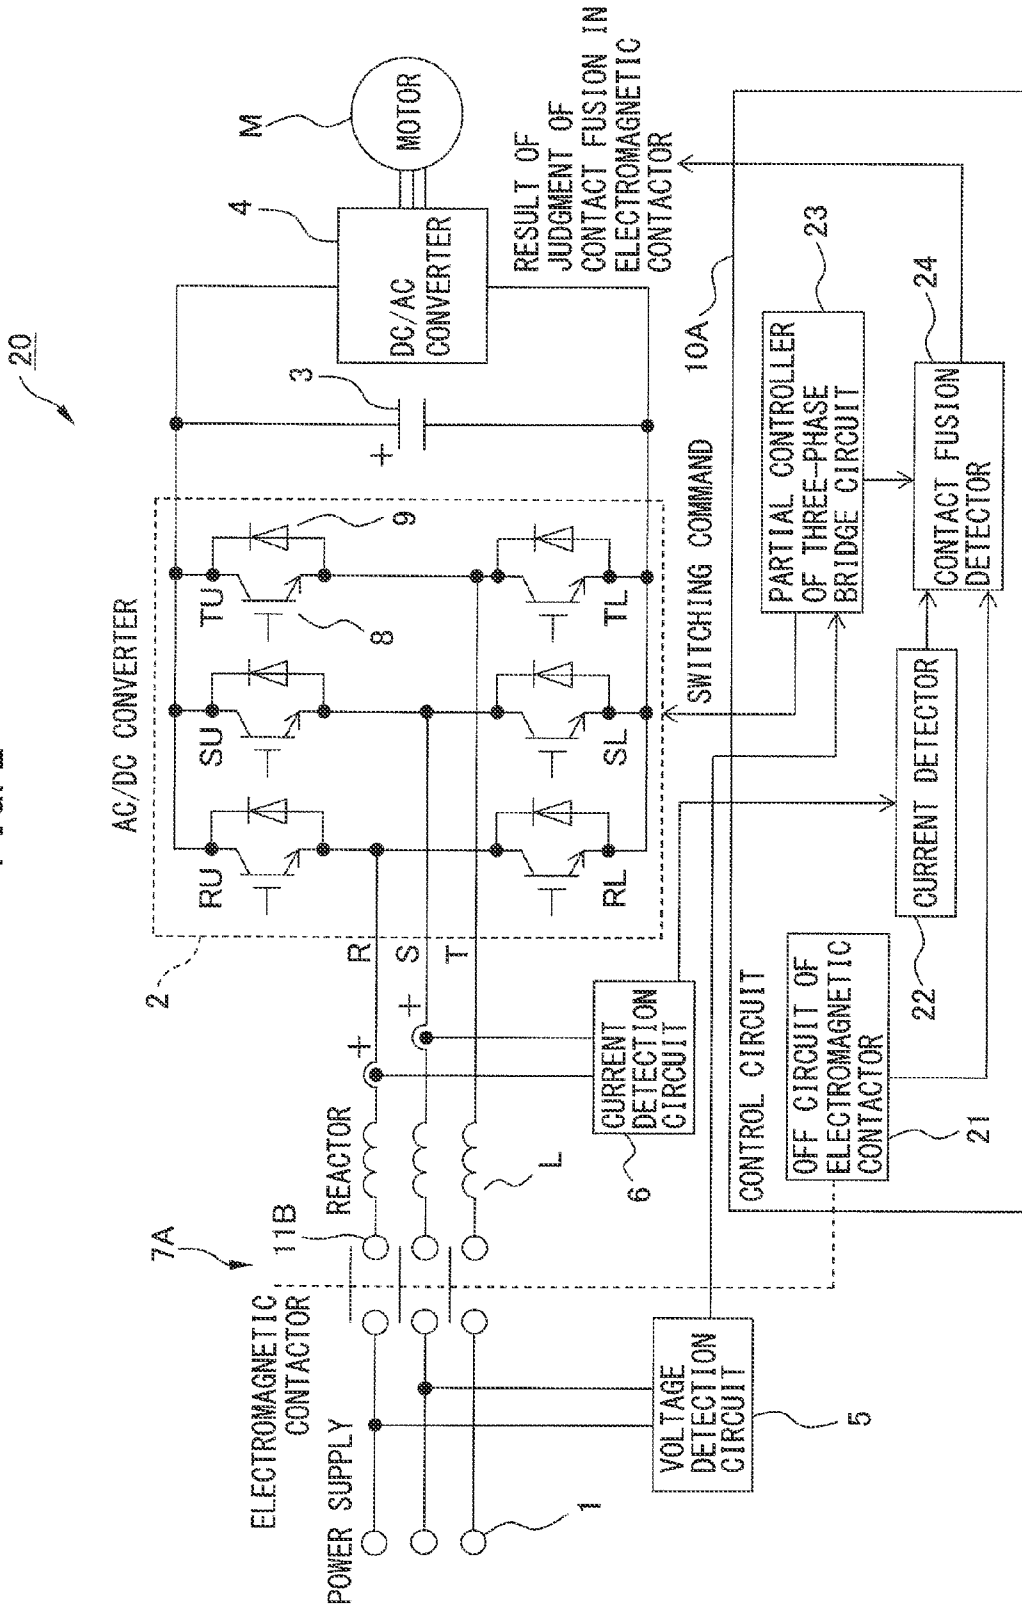 20
AC/DC CONVERTER
2
RU
SU
TU
8
9
RL
SL
TL
R
S
T
+
+
+
3
4
DC/AC
CONVERTER
M
MOTOR
7A
ELECTROMAGNETIC
CONTACTOR
11B
REACTOR
L
POWER SUPPLY
1
VOLTAGE
DETECTION
CIRCUIT
5
CURRENT
DETECTION
CIRCUIT
6
SWITCHING COMMAND
10A
RESULT OF
JUDGMENT OF
CONTACT FUSION IN
ELECTROMAGNETIC
CONTACTOR
CONTROL CIRCUIT
OFF CIRCUIT OF
ELECTROMAGNETIC
CONTACTOR
21
CURRENT DETECTOR
22
PARTIAL CONTROLLER
OF THREE-PHASE
BRIDGE CIRCUIT
23
CONTACT FUSION
DETECTOR
24